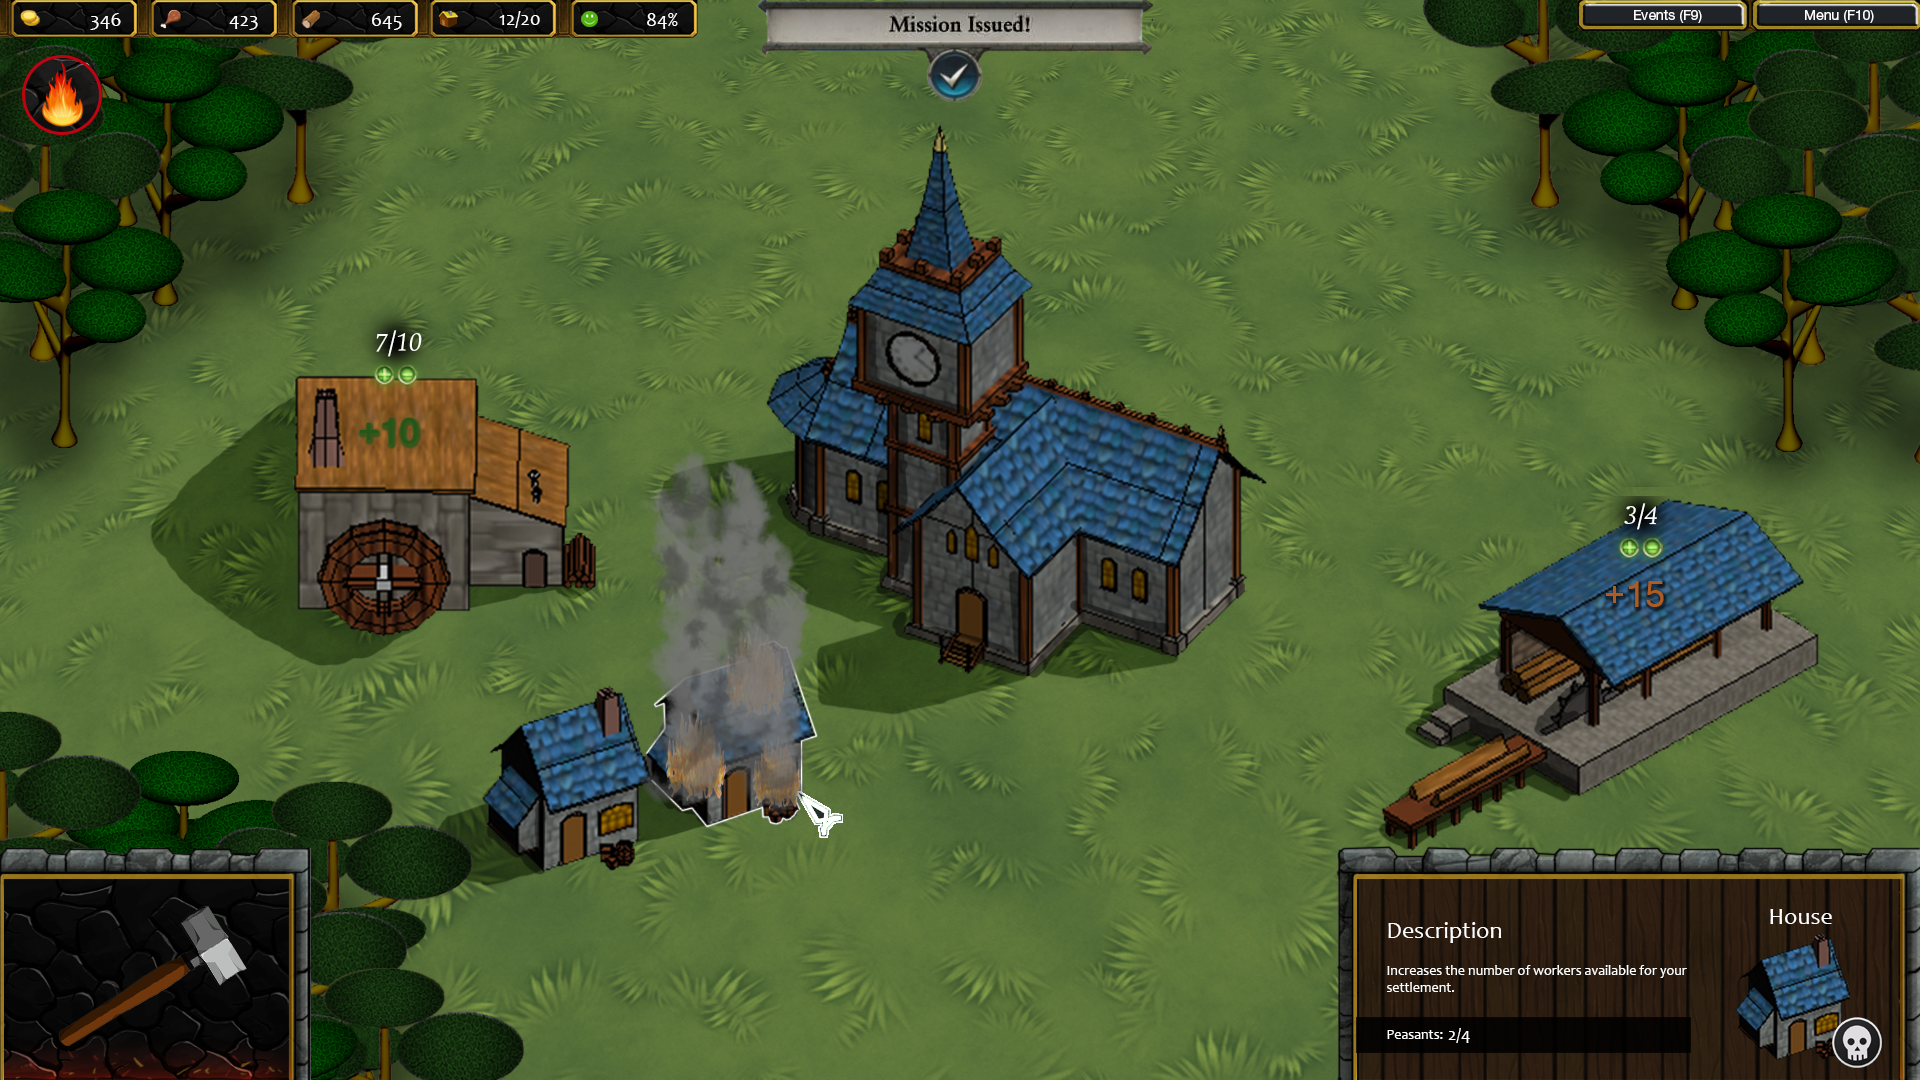 346
423
645
12/20
84%
Mission Issued!
Events (F9)
Menu (F10)
7/10
+10
3/4
+15
House
Description
Increases the number of workers available for your
settlement.
Peasants: 2/4